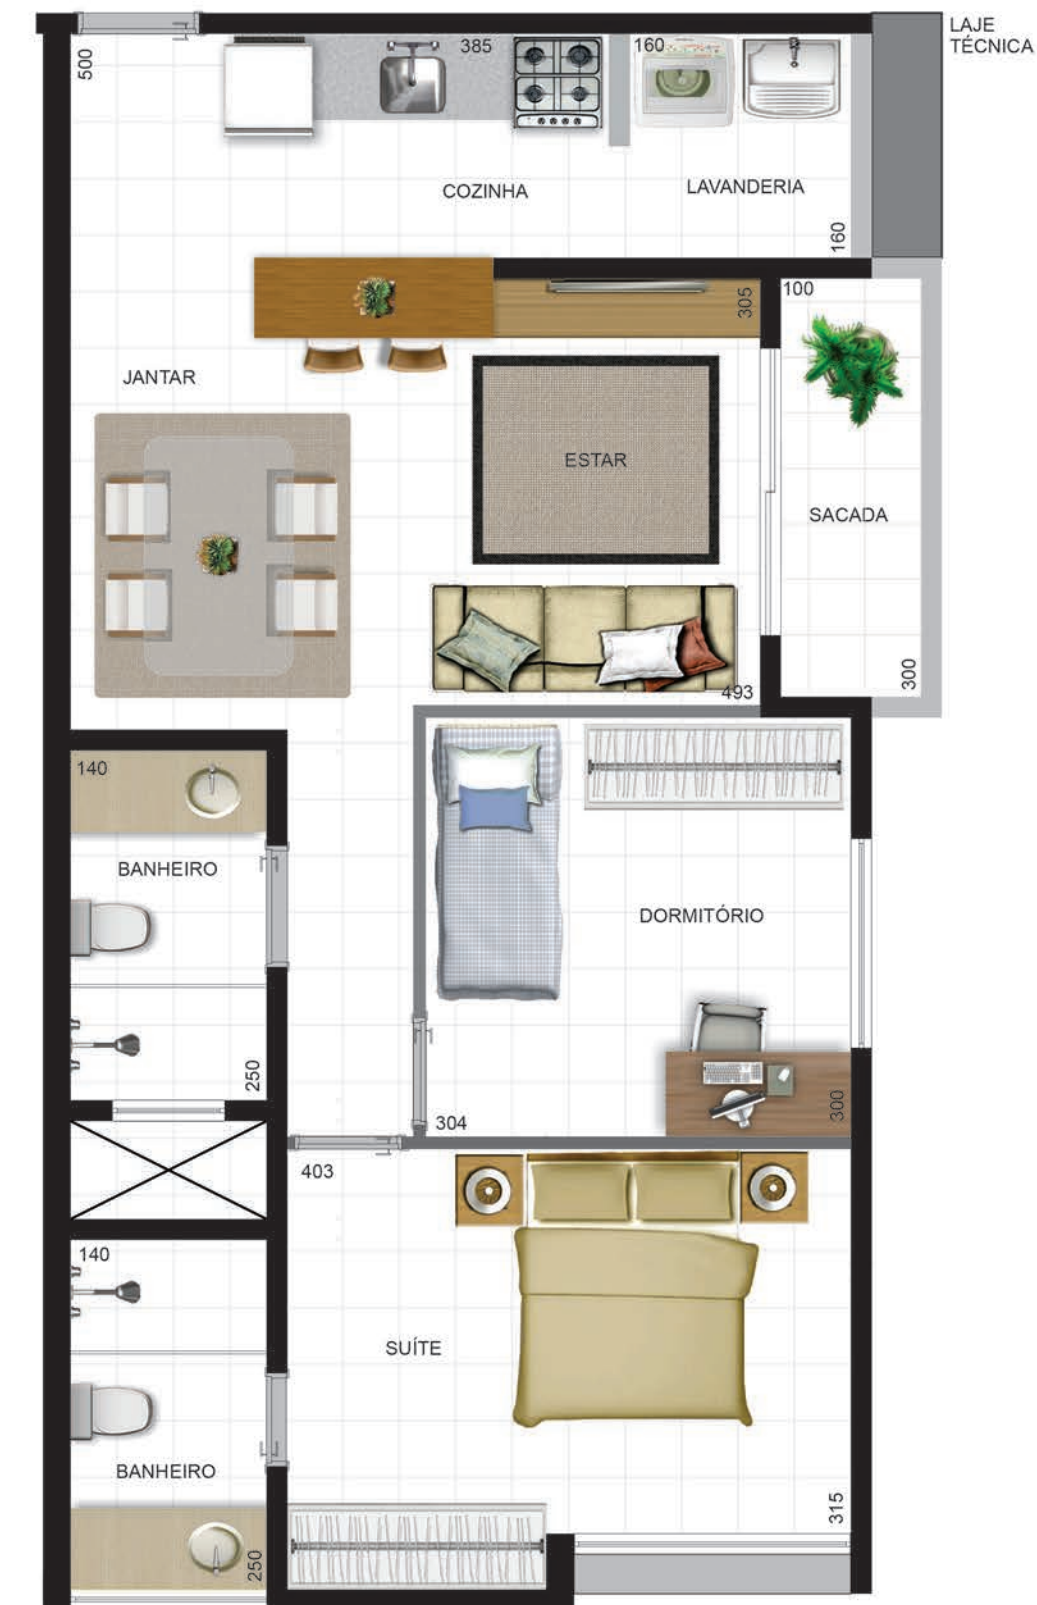 LAJE
TÉCNICA
500
385
160
COZINHA
LAVANDERIA
160
305
100
JANTAR
ESTAR
SACADA
300
493
140
BANHEIRO
DORMITÓRIO
250
300
304
403
140
SUÍTE
BANHEIRO
315
250